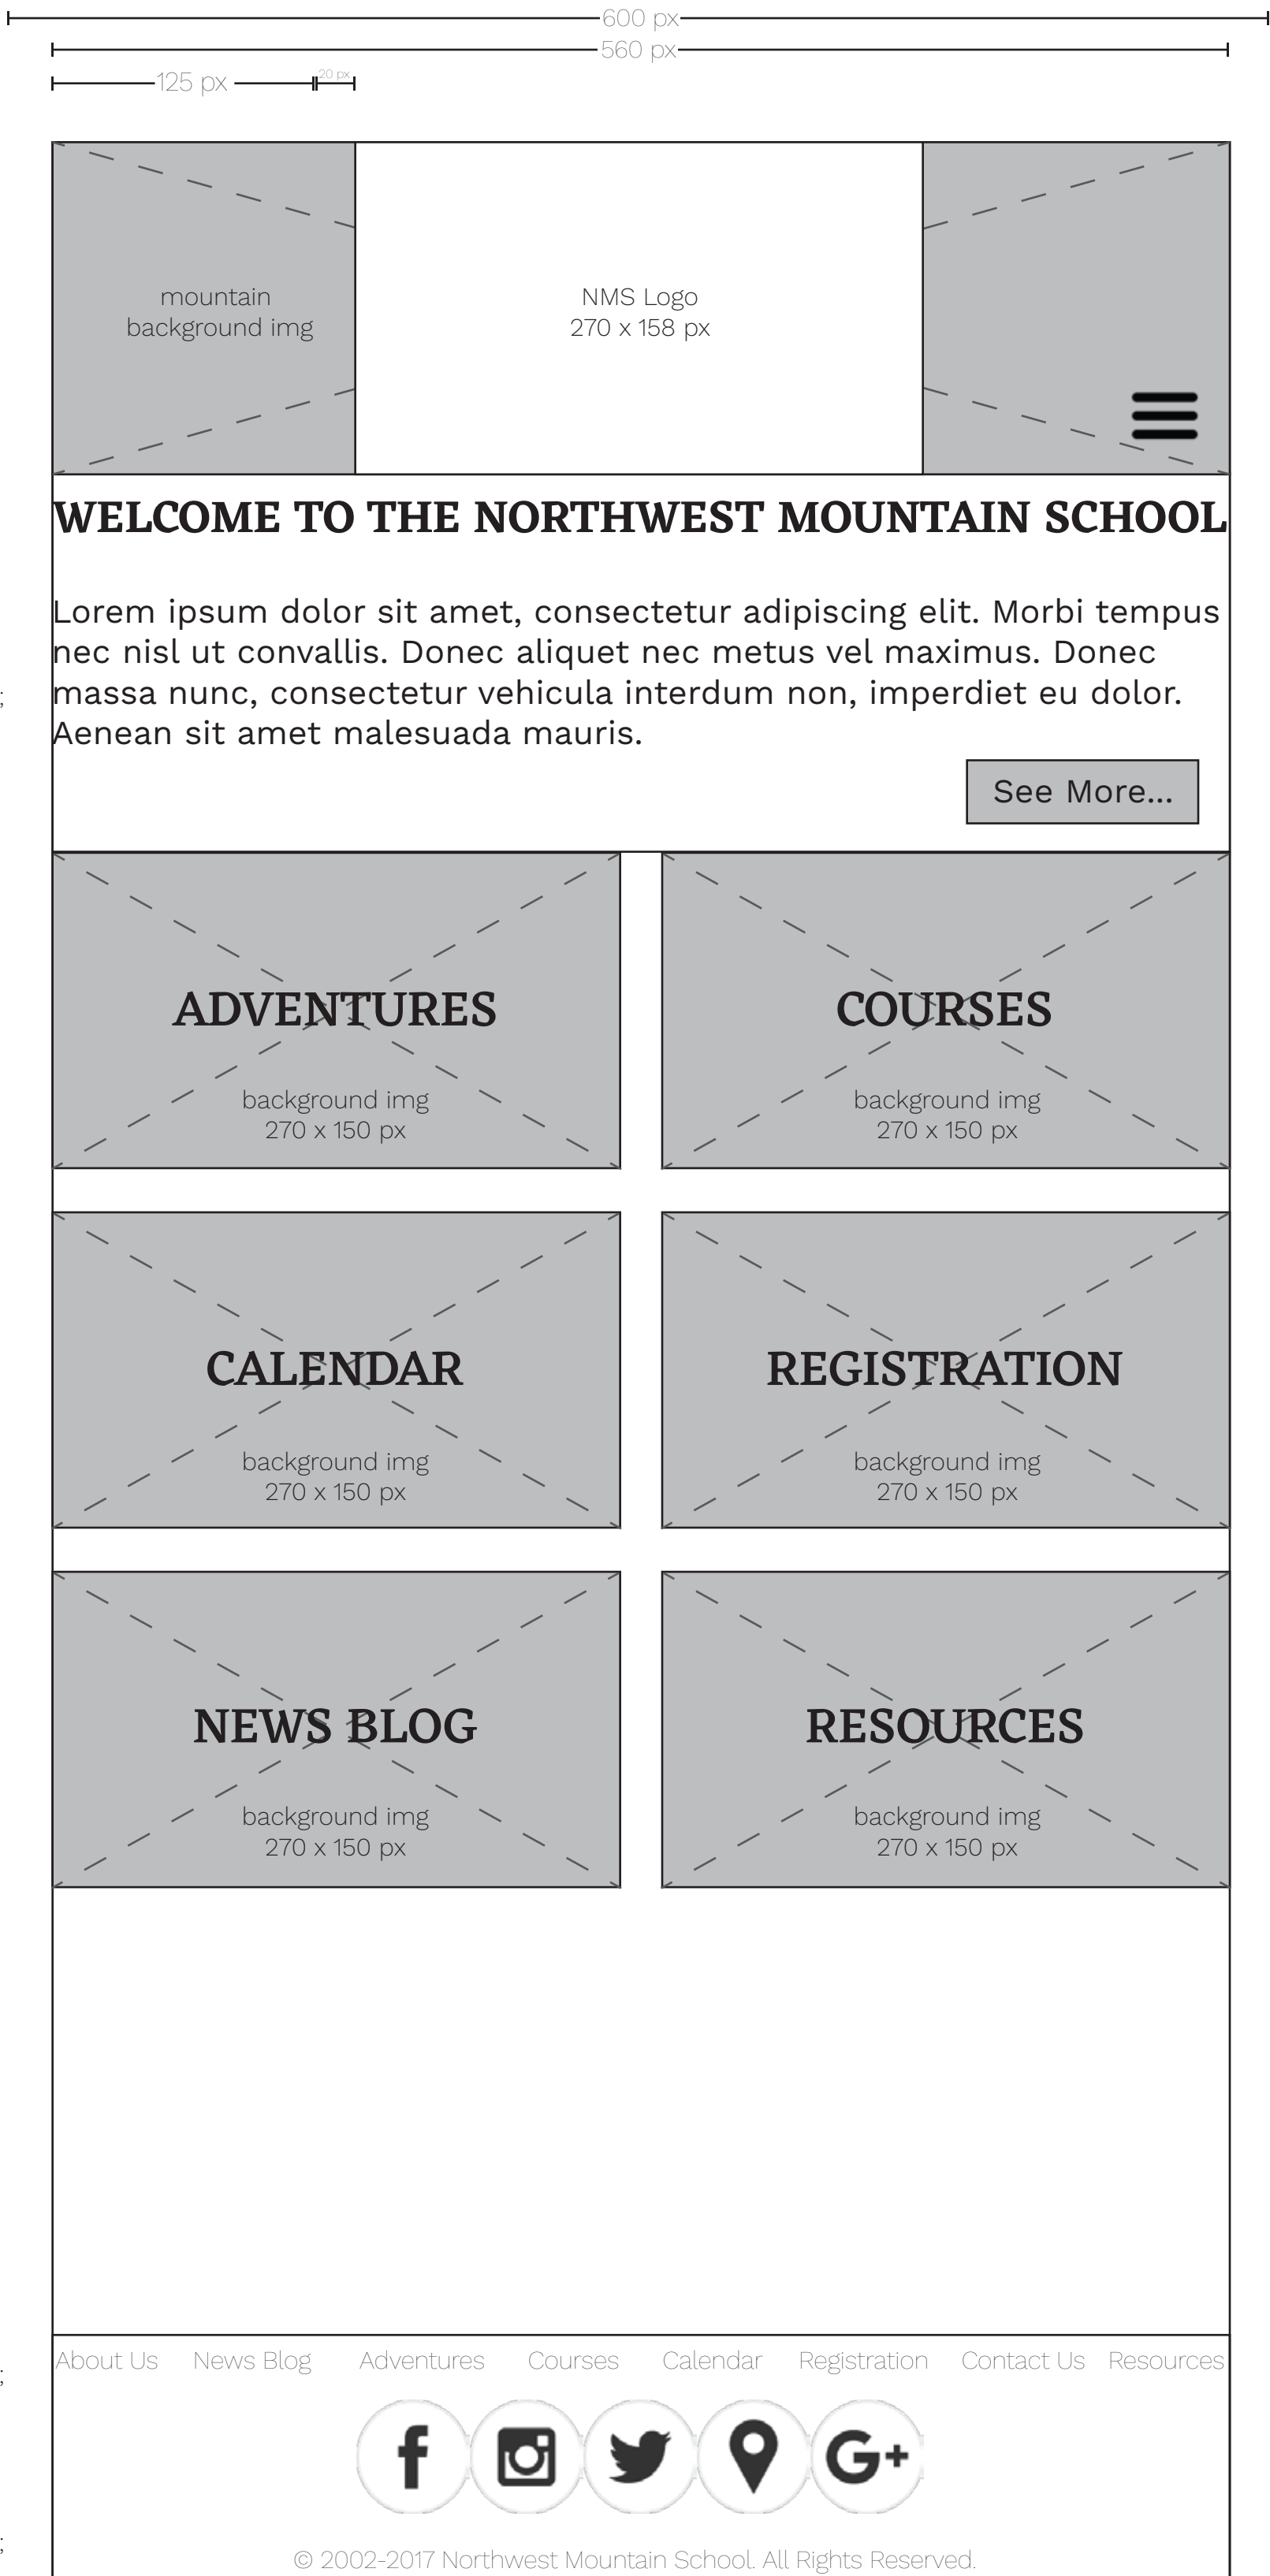 600 px
560 px
125 px
20 px
mountain
background img
NMS Logo
270 x 158 px
WELCOME TO THE NORTHWEST MOUNTAIN SCHOOL
Lorem ipsum dolor sit amet, consectetur adipiscing elit. Morbi tempus
nec nisl ut convallis. Donec aliquet nec metus vel maximus. Donec
massa nunc, consectetur vehicula interdum non, imperdiet eu dolor.
;
Aenean sit amet malesuada mauris.
See More...
ADVENTURES
background img
270 x 150 px
COURSES
background img
270 x 150 px
CALENDAR
background img
270 x 150 px
REGISTRATION
background img
270 x 150 px
NEWS BLOG
background img
270 x 150 px
RESOURCES
background img
270 x 150 px
About Us News Blog Adventures Courses Calendar Registration Contact Us Resources
;
f
G+
;
© 2002-2017 Northwest Mountain School. All Rights Reserved.